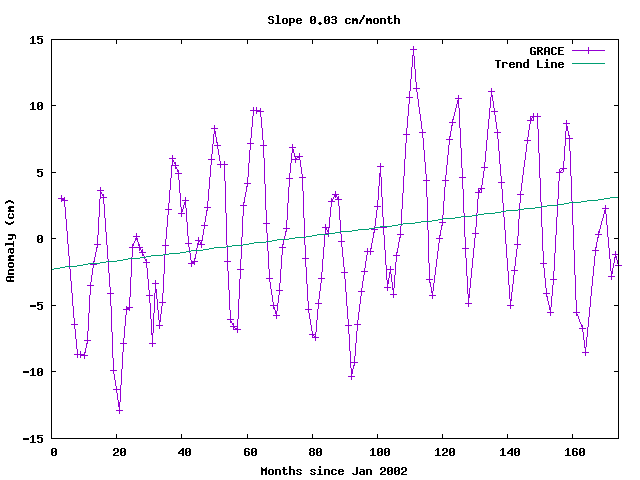 Slope 0.03 cm/month
GRACE
Trend Line
15
10
5
0
-5
-10
-15
Anomaly (cm)
0 20 40 60 80 100 120 140 160
Months since Jan 2002